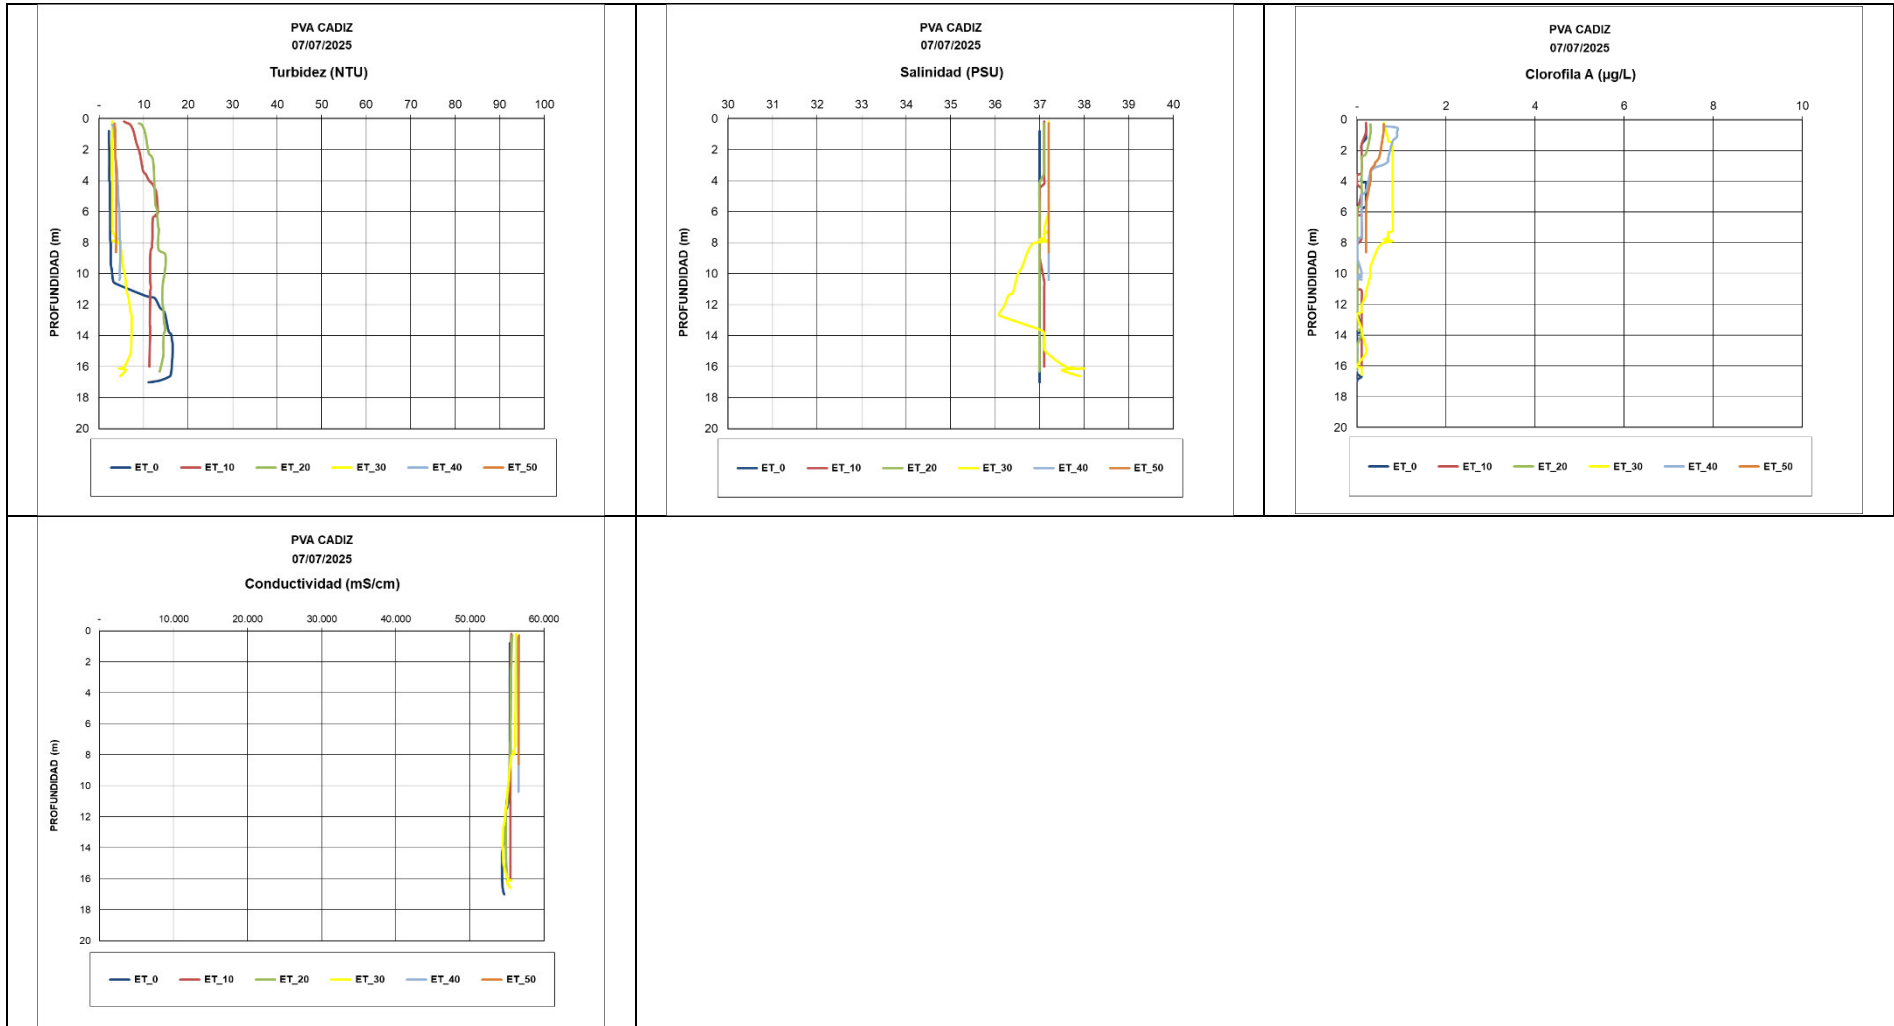 PVA CADIZ
07/07/2025
Turbidez (NTU)
- 10 20 30 40 50 60 70 80 90 100
0
2
4
6
8
10
12
14
16
18
20
PROFUNDIDAD (m)
ET_0 ET_10 ET_20 ET_30 ET_40 ET_50
PVA CADIZ
07/07/2025
Salinidad (PSU)
30 31 32 33 34 35 36 37 38 39 40
0
2
4
6
8
10
12
14
16
18
20
PROFUNDIDAD (m)
ET_0 ET_10 ET_20 ET_30 ET_40 ET_50
PVA CADIZ
07/07/2025
Clorofila A (µg/L)
- 2 4 6 8 10
0
2
4
6
8
10
12
14
16
18
20
PROFUNDIDAD (m)
ET_0 ET_10 ET_20 ET_30 ET_40 ET_50
PVA CADIZ
07/07/2025
Conductividad (mS/cm)
- 10.000 20.000 30.000 40.000 50.000 60.000
0
2
4
6
8
10
12
14
16
18
20
PROFUNDIDAD (m)
ET_0 ET_10 ET_20 ET_30 ET_40 ET_50